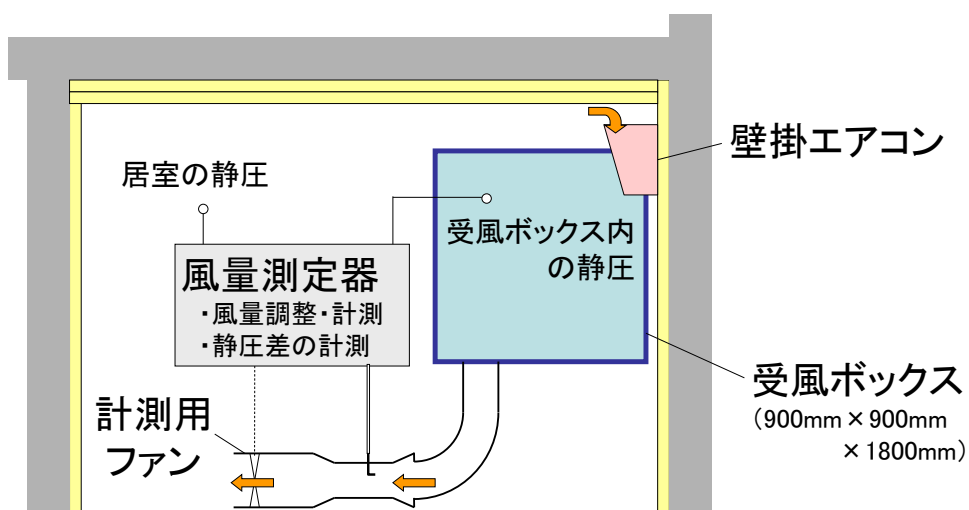 壁掛エアコン
居室の静圧
受風ボックス内
の静圧
風量測定器
・風量調整・計測
・静圧差の計測
計測用
ファン
受風ボックス
（900mm×900mm
×1800mm）